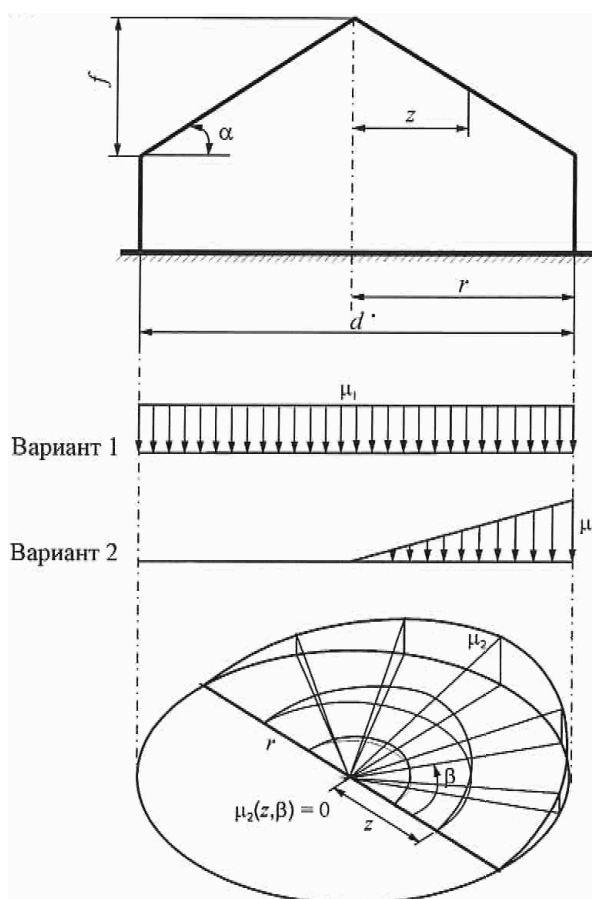 f
α
z
r
d
μ₁
Вариант 1
μ
Вариант 2
μ₂
r
β
μ₂(z,β) = 0
z